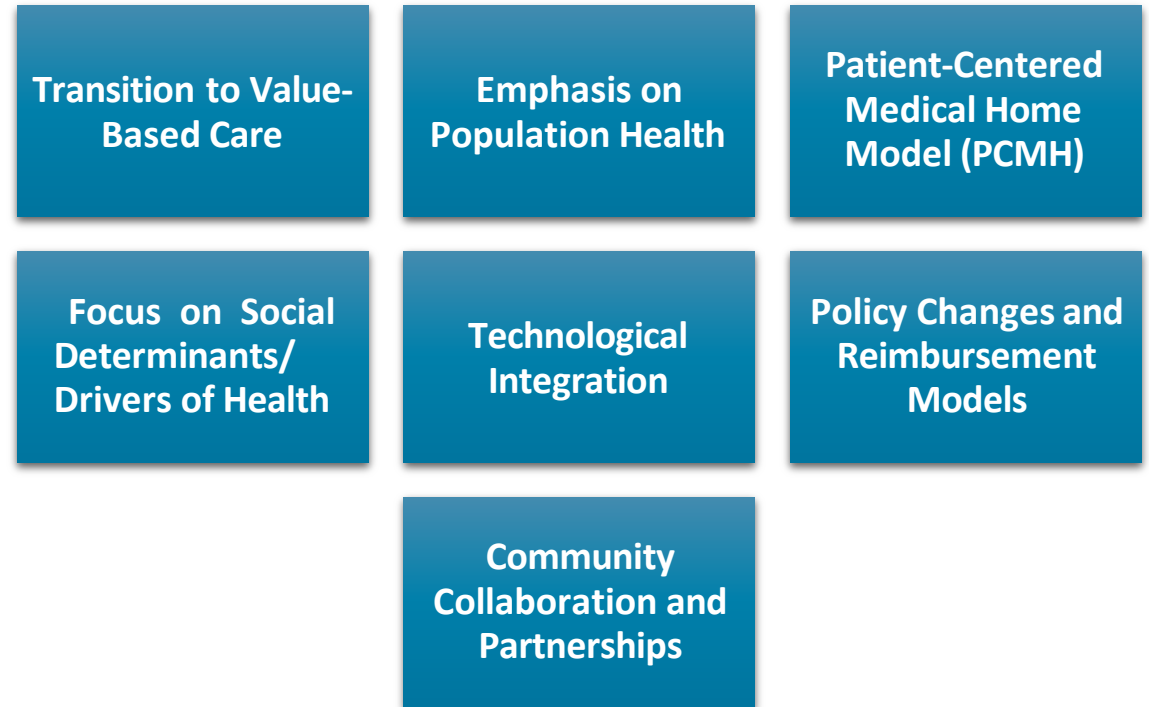 Transition to Value-
Based Care
Emphasis on
Population Health
Patient-Centered
Medical Home
Model (PCMH)
Focus on Social
Determinants/
Drivers of Health
Technological
Integration
Policy Changes and
Reimbursement
Models
Community
Collaboration and
Partnerships